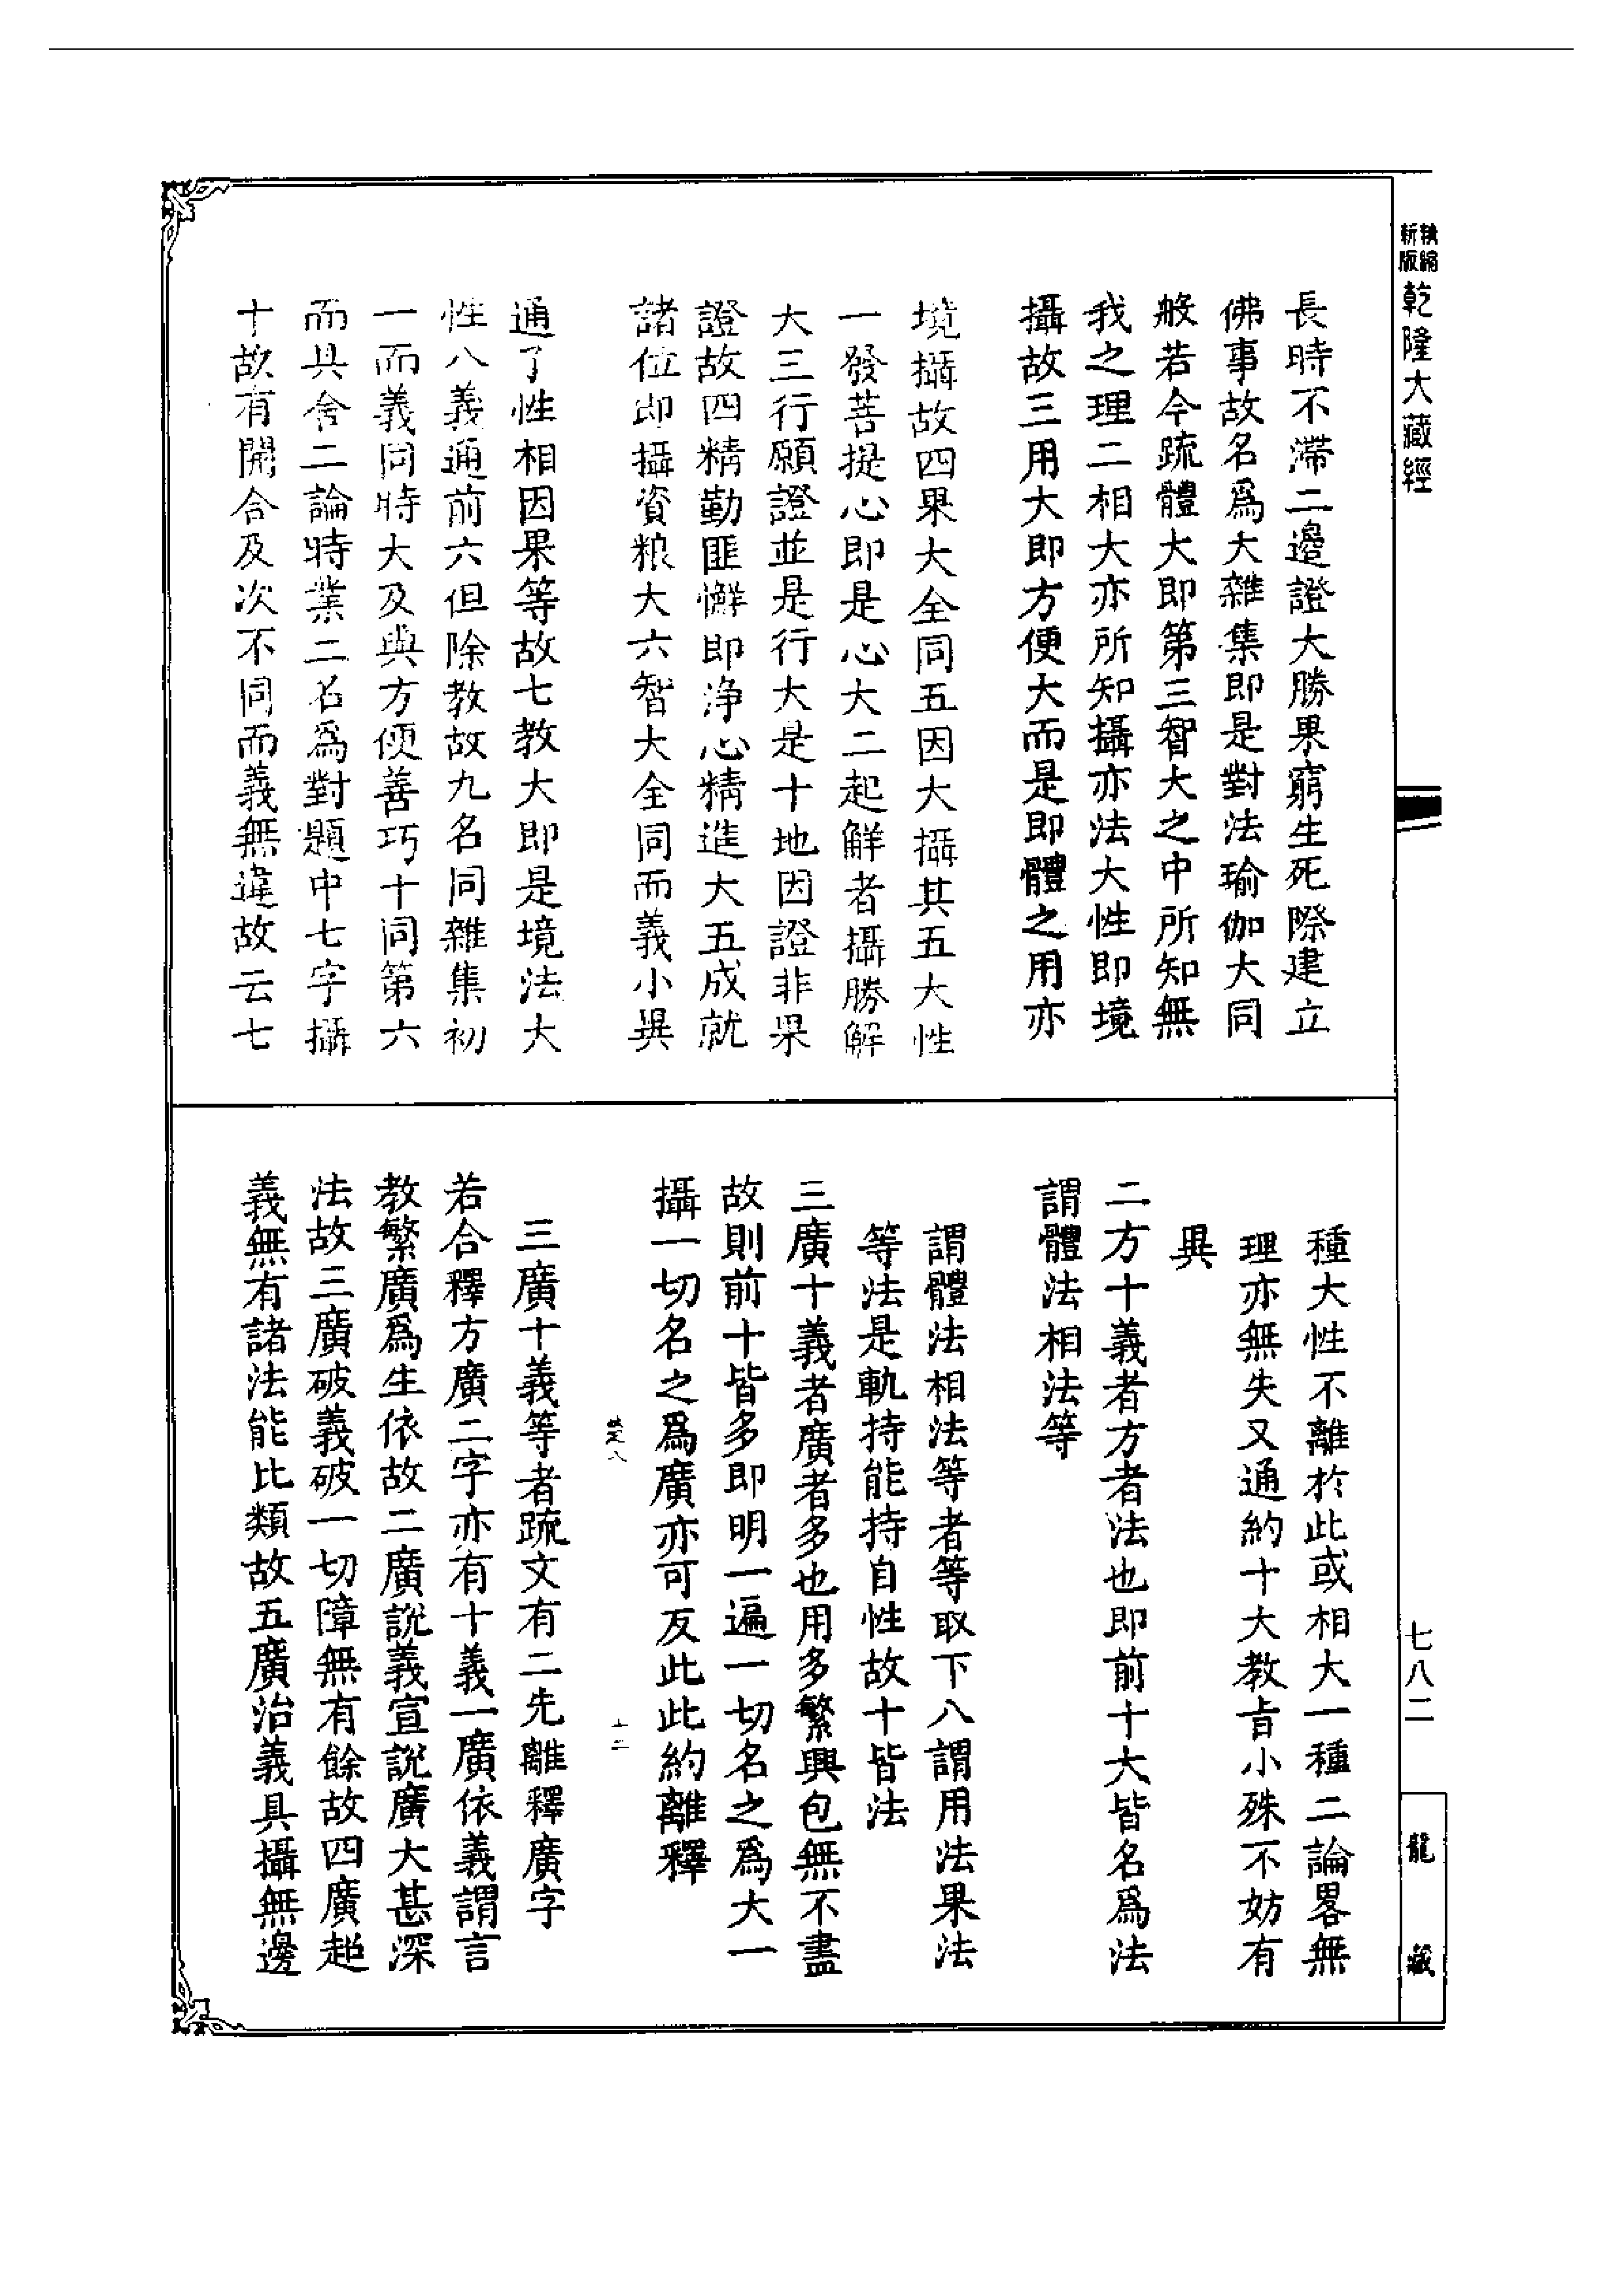 新版精縮乾隆大藏經
長時不滯二邊證大勝果窮生死際建立
佛事故名爲大雜集即是對法瑜伽大同
般若今疏體大即第三智大之中所知無
我之理二相大亦所知攝亦法大性即境
攝故三用大即方便大而是即體之用亦
境攝故四果大全同五因大攝其五大性
一發菩提心即是心大二起解者攝勝解
大三行願證並是行大是十地因證非果
證故四精勤匪懈即淨心精進大五成就
諸位即攝資粮大六智大全同而義小異
通了性相因果等故七教大即是境法大
性八義通前六但除教故九名同雜集初
一而義同時大及與方便善巧十同第六
而具含二論時業二名爲對題中七字攝
十故有開合及次不同而義無違故云七
種大性不離於此或相大一種二論畧無
理亦無失又通約十大教旨小殊不妨有
異
二方十義者方者法也即前十大皆名爲法
謂體法相法等
謂體法相法等者等取下八謂用法果法
等法是軌持能持自性故十皆法
三廣十義者廣者多也用多繁興包無不盡
故則前十皆多即明一遍一切名之爲大一
攝一切名之爲廣亦可反此此約離釋
十二
三廣十義等者疏文有二先離釋廣字
若合釋方廣二字亦有十義一廣依義謂言
教繁廣爲生依故二廣說義宣說廣大甚深
法故三廣破義破一切障無有餘故四廣超
義無有諸法能比類故五廣治義具攝無邊
七八二
龍藏